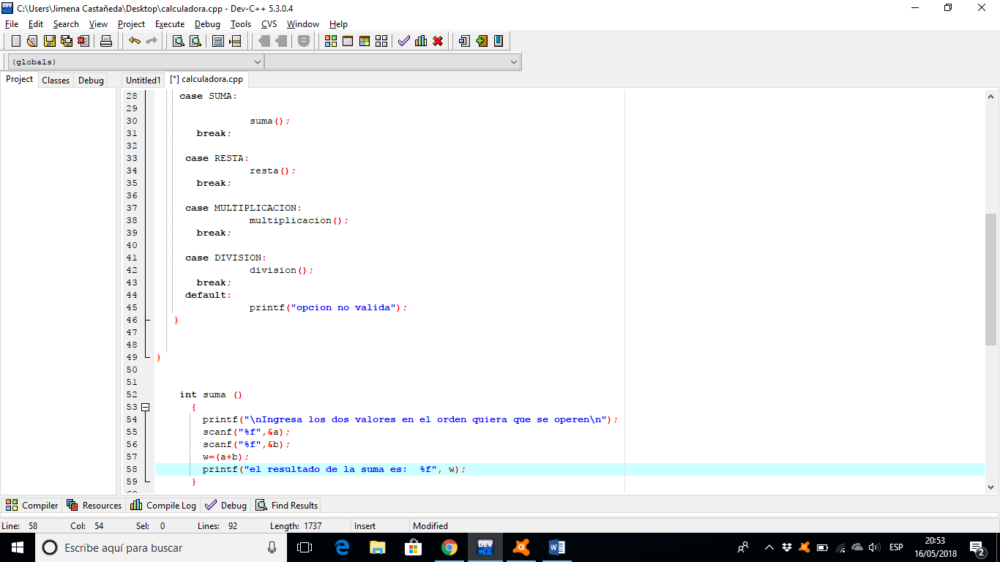 C:\Users\Jimena Castañeda\Desktop\calculadora.cpp - Dev-C++ 5.3.0.4
File Edit Search View Project Execute Debug Tools CVS Window Help
(globals)
Project Classes Debug Untitled1 [*] calculadora.cpp
28 case SUMA:
29
30 suma();
31 break;
32
33 case RESTA:
34 resta();
35 break;
36
37 case MULTIPLICACION:
38 multiplicacion();
39 break;
40
41 case DIVISION:
42 division();
43 break;
44 default:
45 printf("opcion no valida");
46 }
47
48
49 }
50
51
52 int suma ()
53 {
54 printf("\nIngresa los dos valores en el orden quiera que se operen\n");
55 scanf("%f",&a);
56 scanf("%f",&b);
57 w=(a+b);
58 printf("el resultado de la suma es:  %f", w);
59 }
Compiler Resources Compile Log Debug Find Results
Line: 58 Col: 54 Sel: 0 Lines: 92 Length: 1737 Insert Modified
Escribe aquí para buscar
ESP
20:53
16/05/2018
2